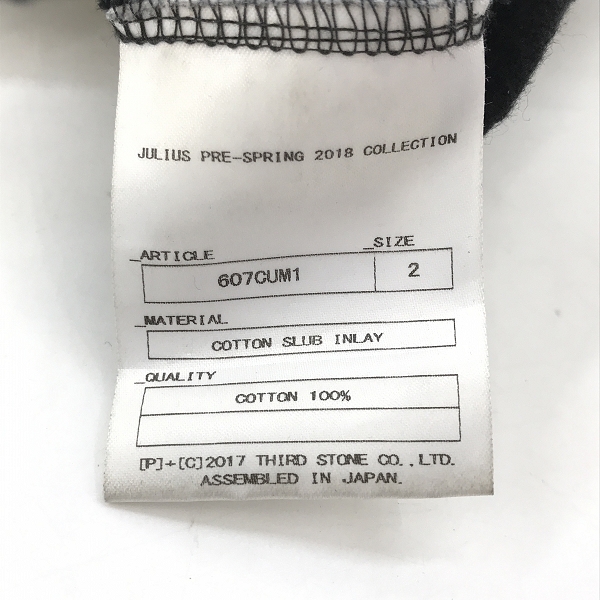 JULIUS PRE-SPRING 2018 COLLECTION
_ARTICLE _SIZE
607CUM1 2
_MATERIAL
COTTON SLUB INLAY
_QUALITY
COTTON 100%
[P]+[C]2017 THIRD STONE CO.,LTD.
ASSEMBLED IN JAPAN.